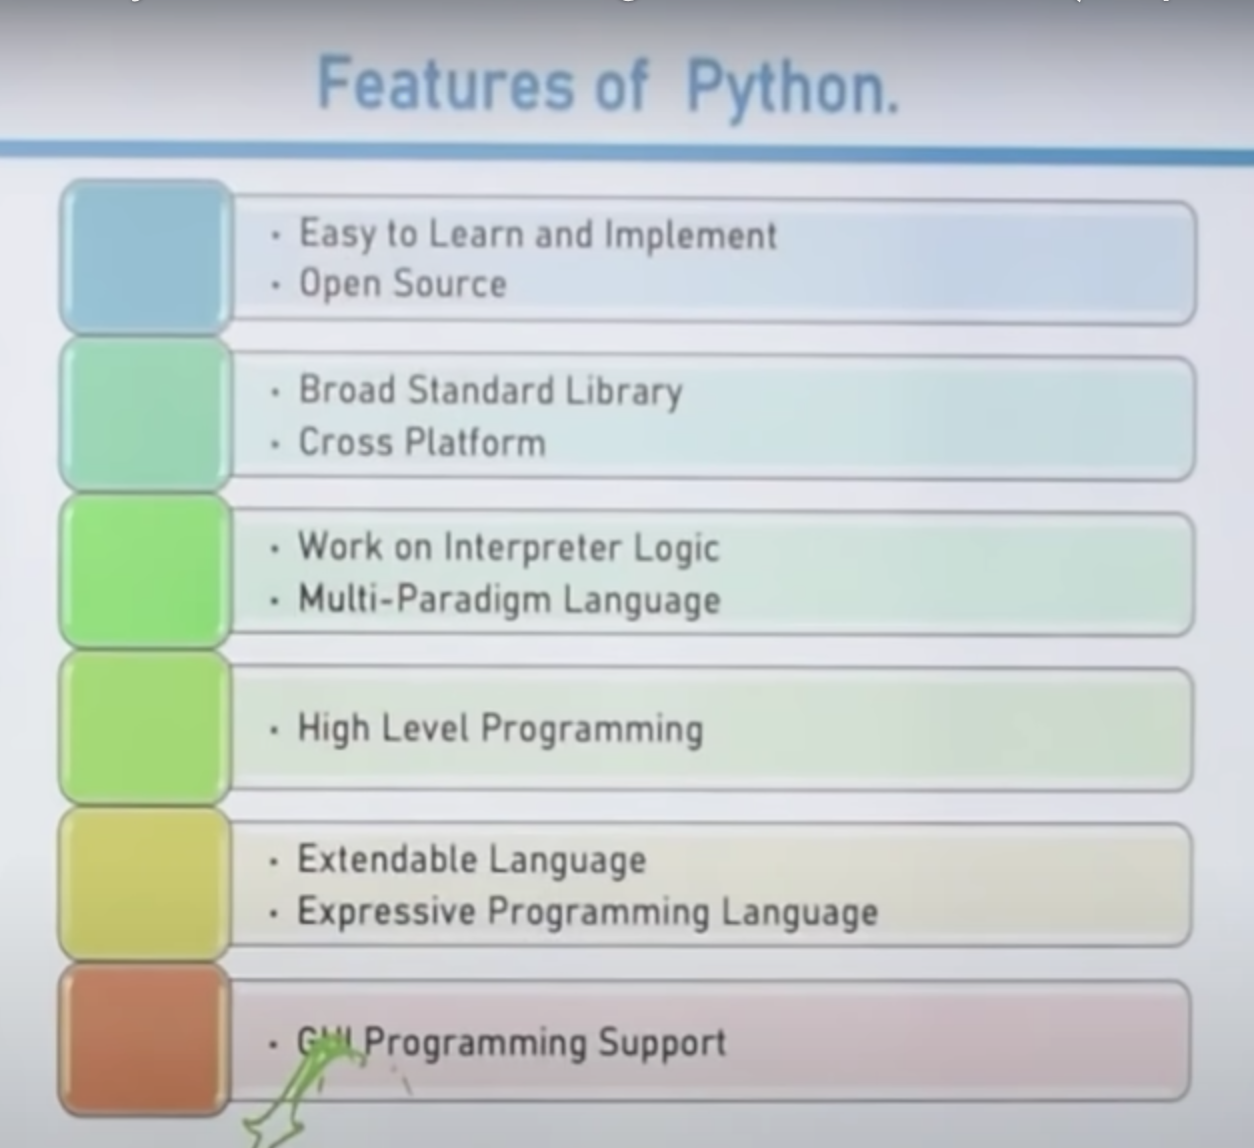 Features of Python.
• Easy to Learn and Implement
• Open Source
• Broad Standard Library
• Cross Platform
• Work on Interpreter Logic
• Multi-Paradigm Language
• High Level Programming
• Extendable Language
• Expressive Programming Language
• GUI Programming Support